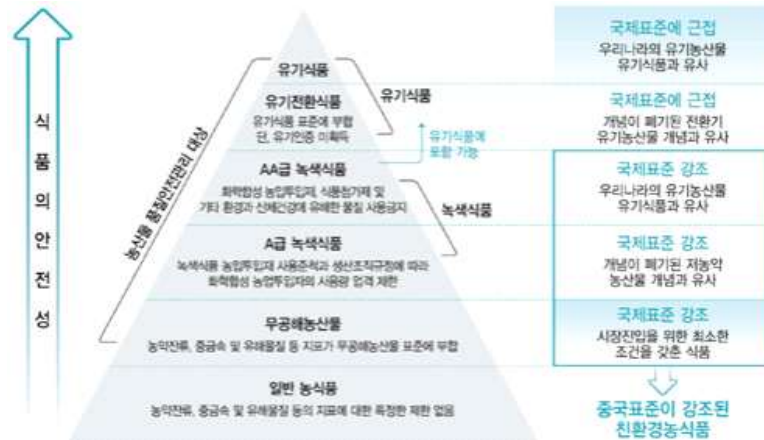 식품의 안전성
농산물 품질안전관리 대상
유기식품
유기전환식품
유기식품 표준에 부합
단, 유기인증 미획득
유기식품
유기식품에
포함 가능
AA급 녹색식품
화학합성 농업투입재, 식품첨가제 및
기타 환경과 신체건강에 유해한 물질 사용금지
녹색식품
A급 녹색식품
녹색식품 농업투입재 사용준칙과 생산조직규정에 따라
화학합성 농업투입자의 사용량 엄격 제한
무공해농산물
농약잔류, 중금속 및 유해물질 등 지표가 무공해농산물 표준에 부합
일반 농식품
농약잔류, 중금속 및 유해물질 등의 지표에 대한 특정한 제한 없음
국제표준에 근접
우리나라의 유기농산물
유기식품과 유사
국제표준에 근접
개념이 폐기된 전환기
유기농산물 개념과 유사
국제표준 강조
우리나라의 유기농산물
유기식품과 유사
국제표준 강조
개념이 폐기된 저농약
농산물 개념과 유사
국제표준 강조
시장진입을 위한 최소한
조건을 갖춘 식품
중국표준이 강조된
친환경농식품